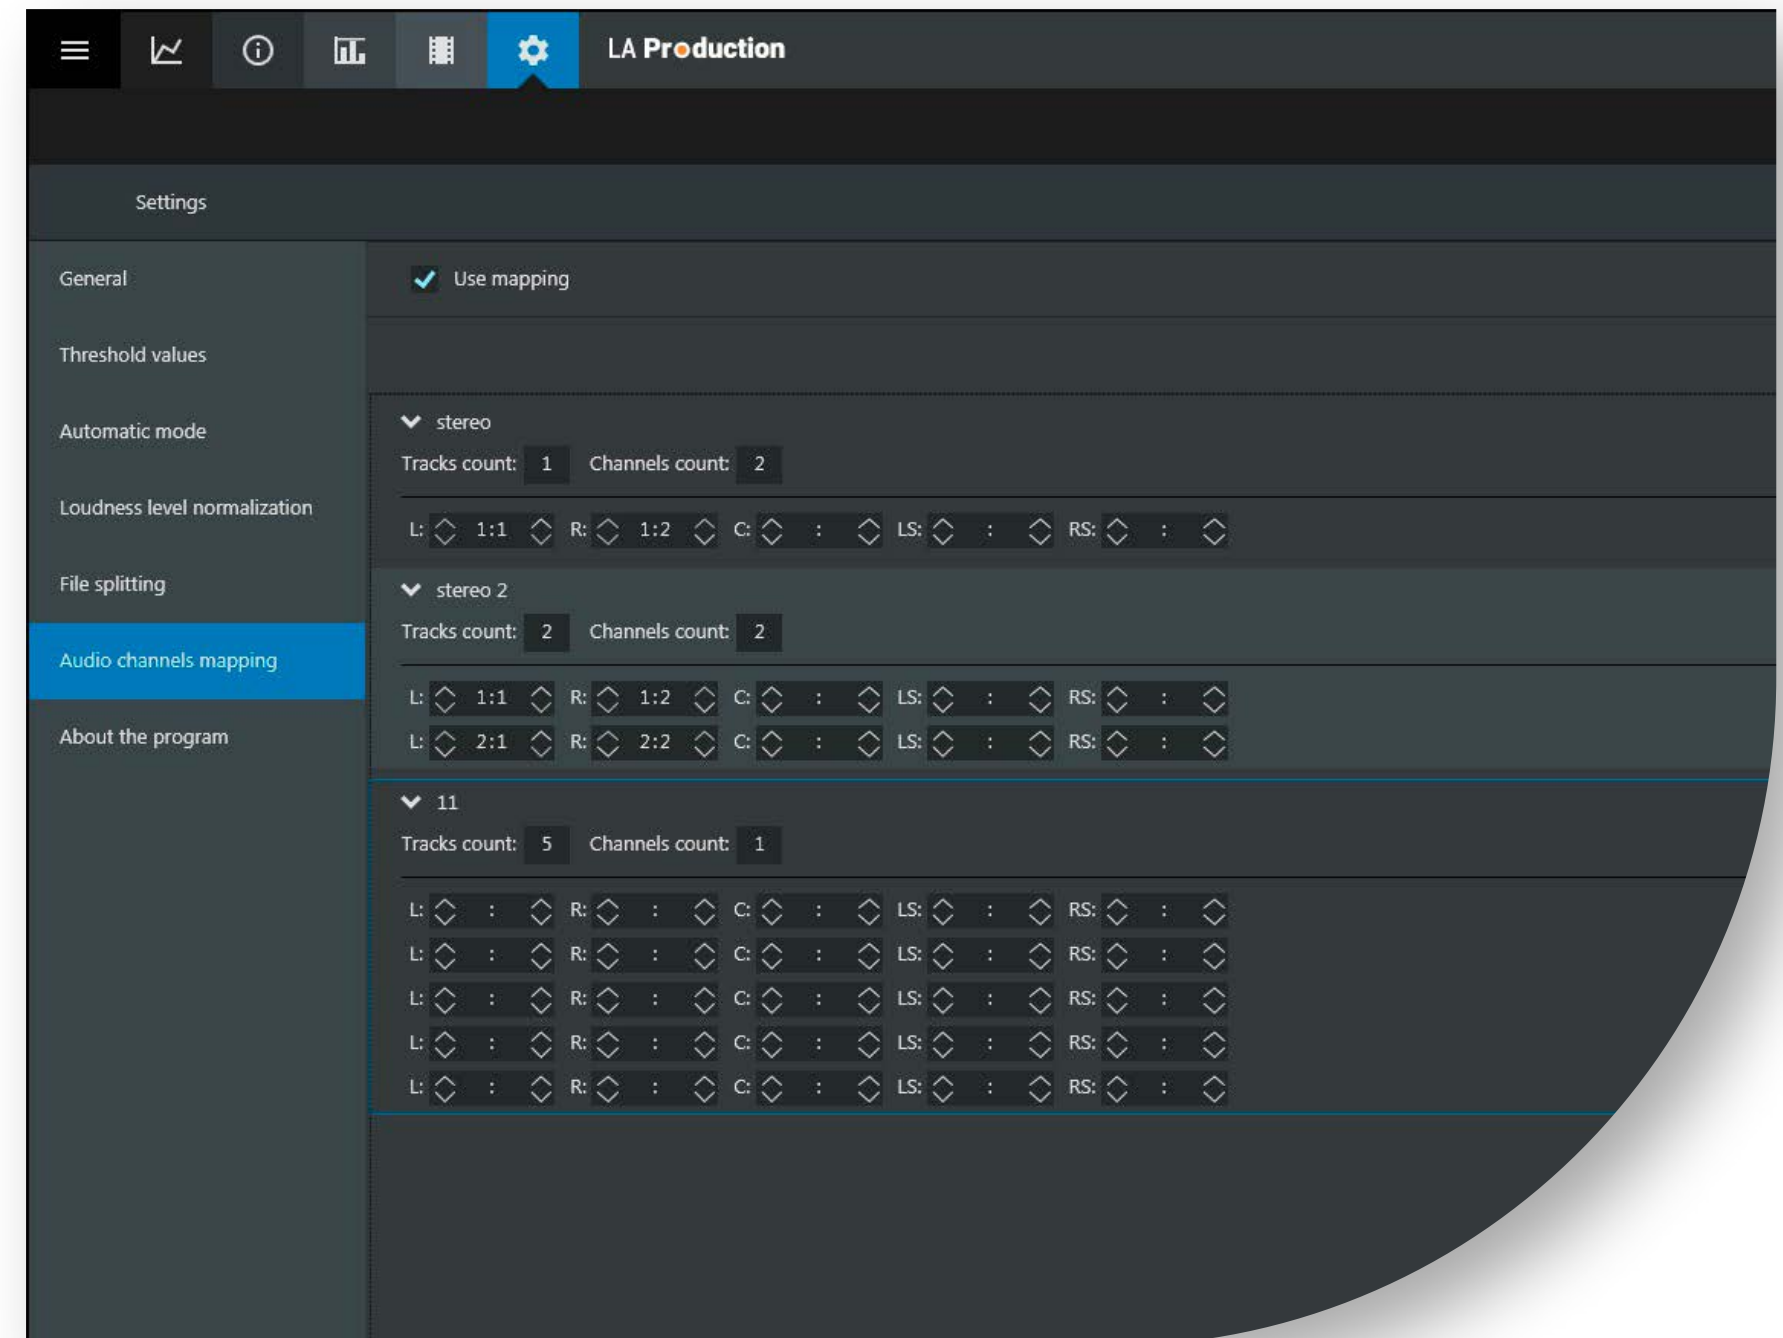 LA Production
Settings
General
Threshold values
Automatic mode
Loudness level normalization
File splitting
Audio channels mapping
About the program
Use mapping
stereo
Tracks count: 1 Channels count: 2
L: 1:1 R: 1:2 C: : LS: : RS: :
stereo 2
Tracks count: 2 Channels count: 2
L: 1:1 R: 1:2 C: : LS: : RS: :
L: 2:1 R: 2:2 C: : LS: : RS: :
11
Tracks count: 5 Channels count: 1
L: : R: : C: : LS: : RS: :
L: : R: : C: : LS: : RS: :
L: : R: : C: : LS: : RS: :
L: : R: : C: : LS: : RS: :
L: : R: : C: : LS: : RS: :